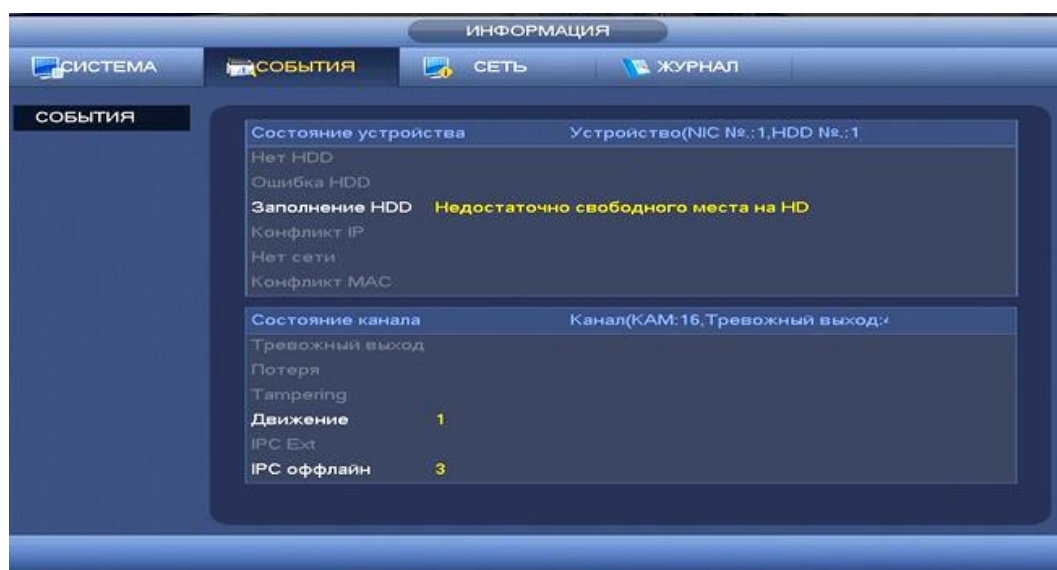 ИНФОРМАЦИЯ
СИСТЕМА СОБЫТИЯ СЕТЬ ЖУРНАЛ
СОБЫТИЯ
Состояние устройства Устройство(NIC №.:1,HDD №.:1
Нет HDD
Ошибка HDD
Заполнение HDD Недостаточно свободного места на HD
Конфликт IP
Нет сети
Конфликт MAC
Состояние канала Канал(КАМ:16,Тревожный выход:
Тревожный выход
Потеря
Tampering
Движение 1
IPC Ext
IPC оффлайн 3